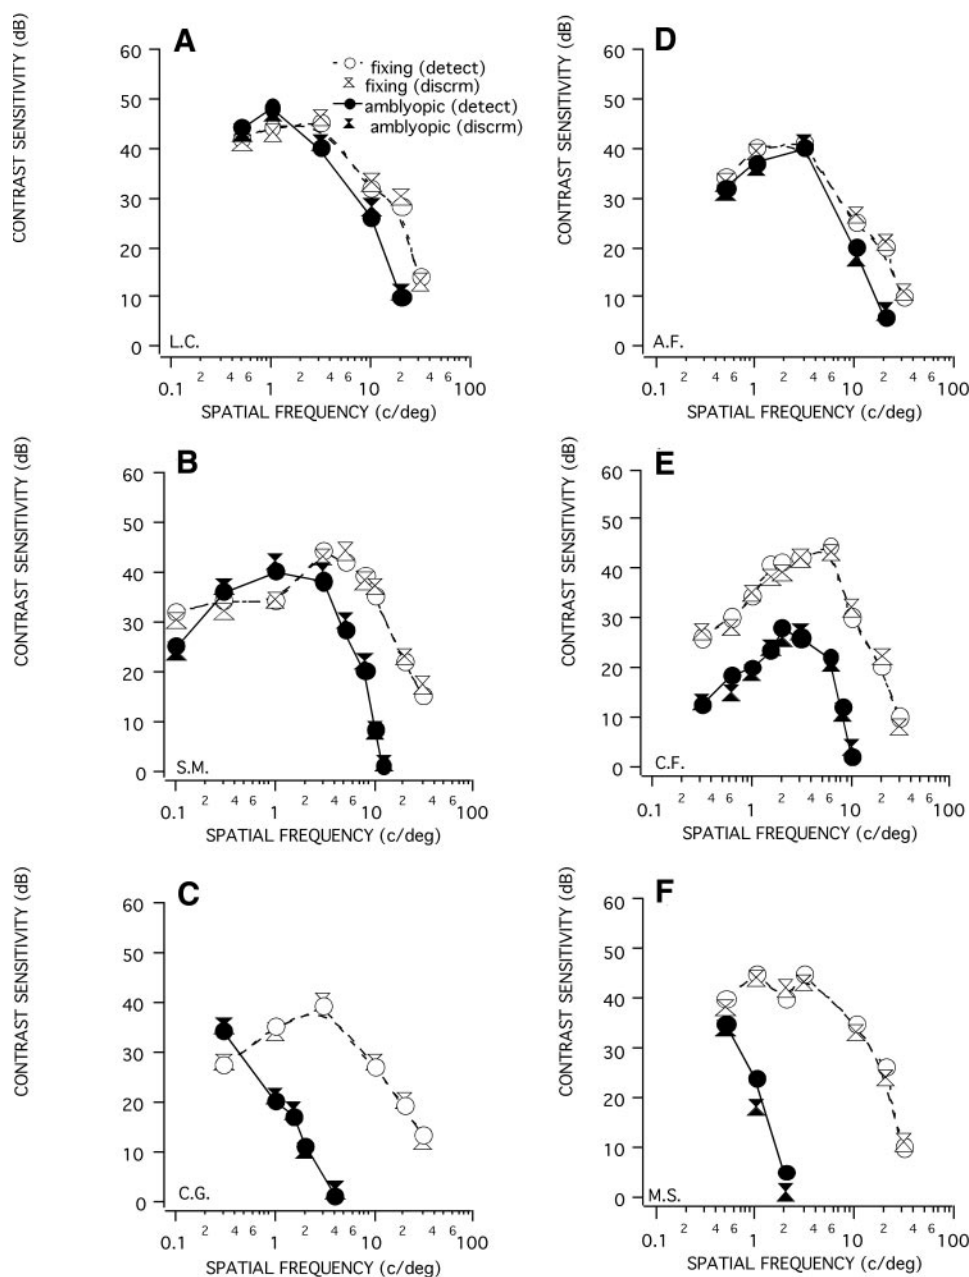 A
CONTRAST SENSITIVITY (dB)
60
50
40
30
20
10
0
fixing (detect)
fixing (discrm)
amblyopic (detect)
amblyopic (discrm)
L.C.
2 4 6 2 4 6 2 4 6
0.1 1 10 100
SPATIAL FREQUENCY (c/deg)
B
CONTRAST SENSITIVITY (dB)
60
50
40
30
20
10
0
S.M.
2 4 6 2 4 6 2 4 6
0.1 1 10 100
SPATIAL FREQUENCY (c/deg)
C
CONTRAST SENSITIVITY (dB)
60
50
40
30
20
10
0
C.G.
2 4 6 2 4 6 2 4 6
0.1 1 10 100
SPATIAL FREQUENCY (c/deg)
D
CONTRAST SENSITIVITY (dB)
60
50
40
30
20
10
0
A.F.
2 4 6 2 4 6 2 4 6
0.1 1 10 100
SPATIAL FREQUENCY (c/deg)
E
CONTRAST SENSITIVITY (dB)
60
50
40
30
20
10
0
C.F.
2 4 6 2 4 6 2 4 6
0.1 1 10 100
SPATIAL FREQUENCY (c/deg)
F
CONTRAST SENSITIVITY (dB)
60
50
40
30
20
10
0
M.S.
2 4 6 2 4 6 2 4 6
0.1 1 10 100
SPATIAL FREQUENCY (c/deg)